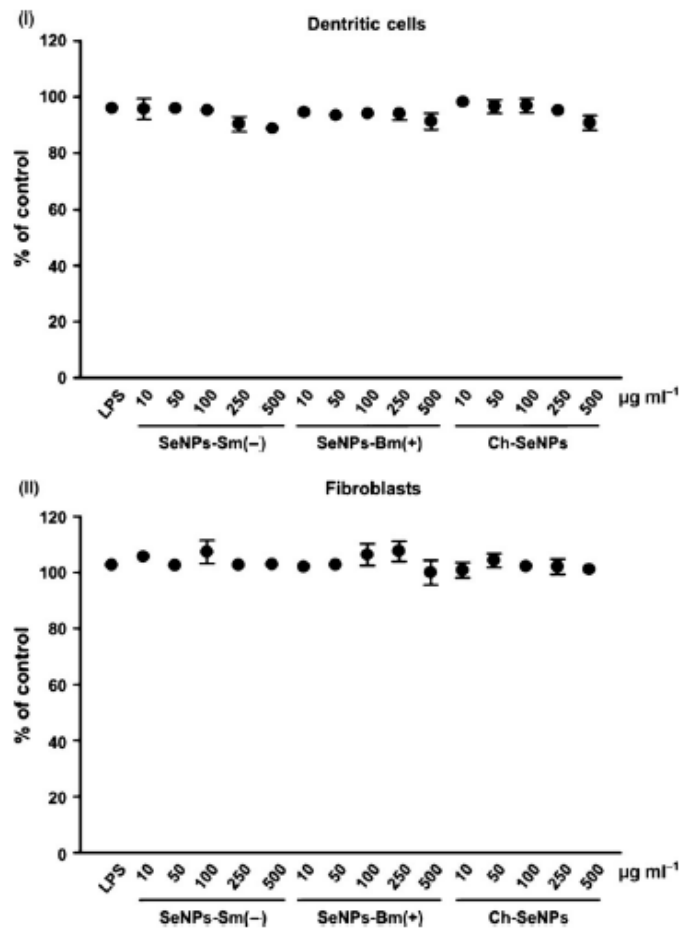 (I)
Dentritic cells
120
100
80
60
40
20
0
% of control
LPS 10 50 100 250 500 10 50 100 250 500 10 50 100 250 500 µg ml⁻¹
SeNPs-Sm(−) SeNPs-Bm(+) Ch-SeNPs
(II)
Fibroblasts
120
100
80
60
40
20
0
% of control
LPS 10 50 100 250 500 10 50 100 250 500 10 50 100 250 500 µg ml⁻¹
SeNPs-Sm(−) SeNPs-Bm(+) Ch-SeNPs